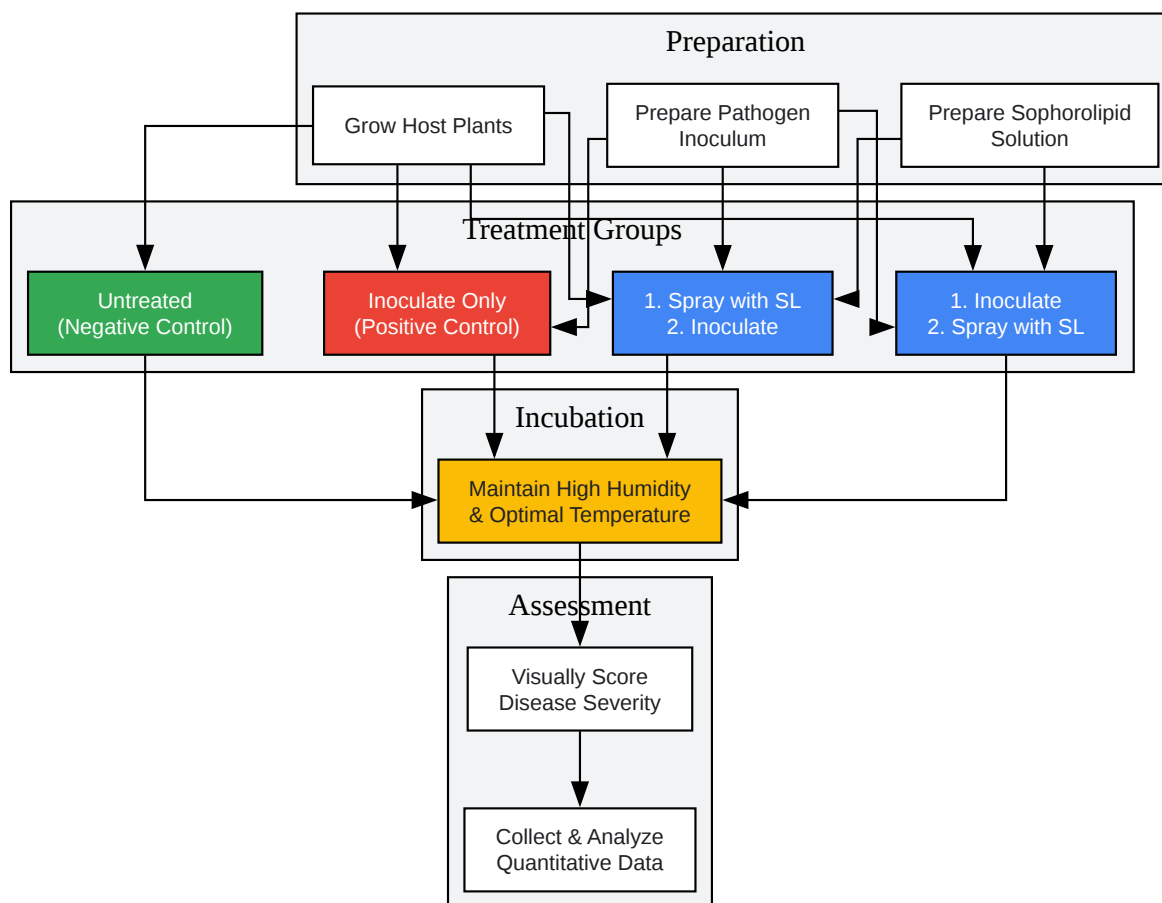 Preparation
Grow Host Plants
Prepare Pathogen
Inoculum
Prepare Sophorolipid
Solution
Treatment Groups
Untreated
(Negative Control)
Inoculate Only
(Positive Control)
1. Spray with SL
2. Inoculate
1. Inoculate
2. Spray with SL
Incubation
Maintain High Humidity
& Optimal Temperature
Assessment
Visually Score
Disease Severity
Collect & Analyze
Quantitative Data